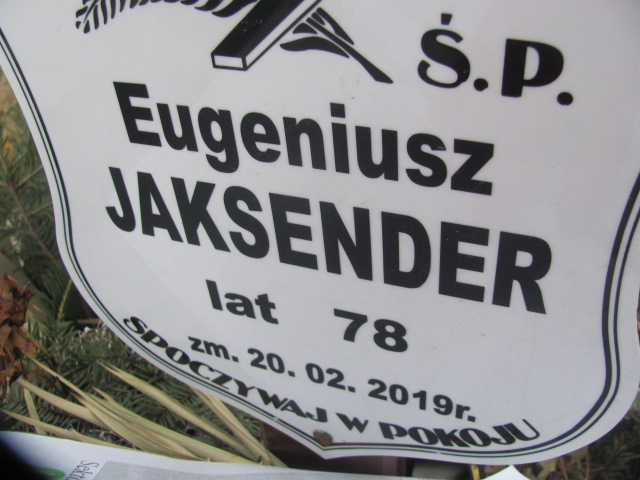 Ś.P.
Eugeniusz
JAKSENDER
lat 78
zm. 20. 02. 2019r.
SPOCZYWAJ W POKOJU